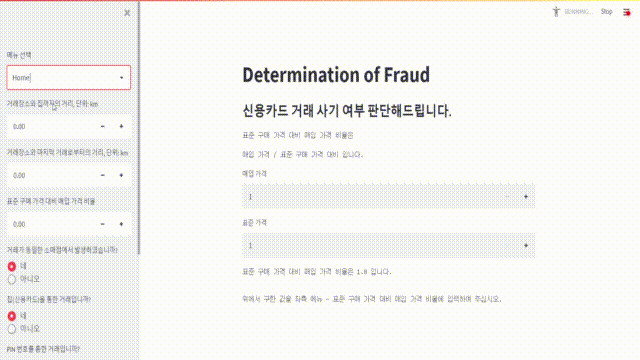 ×
메뉴 선택
Home
거래장소와 집까지의 거리, 단위: km
0.00
거래장소와 마지막 거래로부터의 거리, 단위: km
0.00
표준 구매 가격 대비 매입 가격 비율
0.00
거래가 동일한 소매점에서 발생하였습니까?
네
아니오
칩(신용카드)을 통한 거래입니까?
네
아니오
PIN 번호를 통한 거래입니까?
RUNNING...
Stop
Determination of Fraud
신용카드 거래 사기 여부 판단해드립니다.
표준 구매 가격 대비 매입 가격 비율은
매입 가격 / 표준 구매 가격 대비 입니다.
매입 가격
1
표준 가격
1
표준 구매 가격 대비 매입 가격 비율은 1.0 입니다.
위에서 구한 값을 좌측 메뉴 - 표준 구매 가격 대비 매입 가격 비율에 입력하여 주십시오.